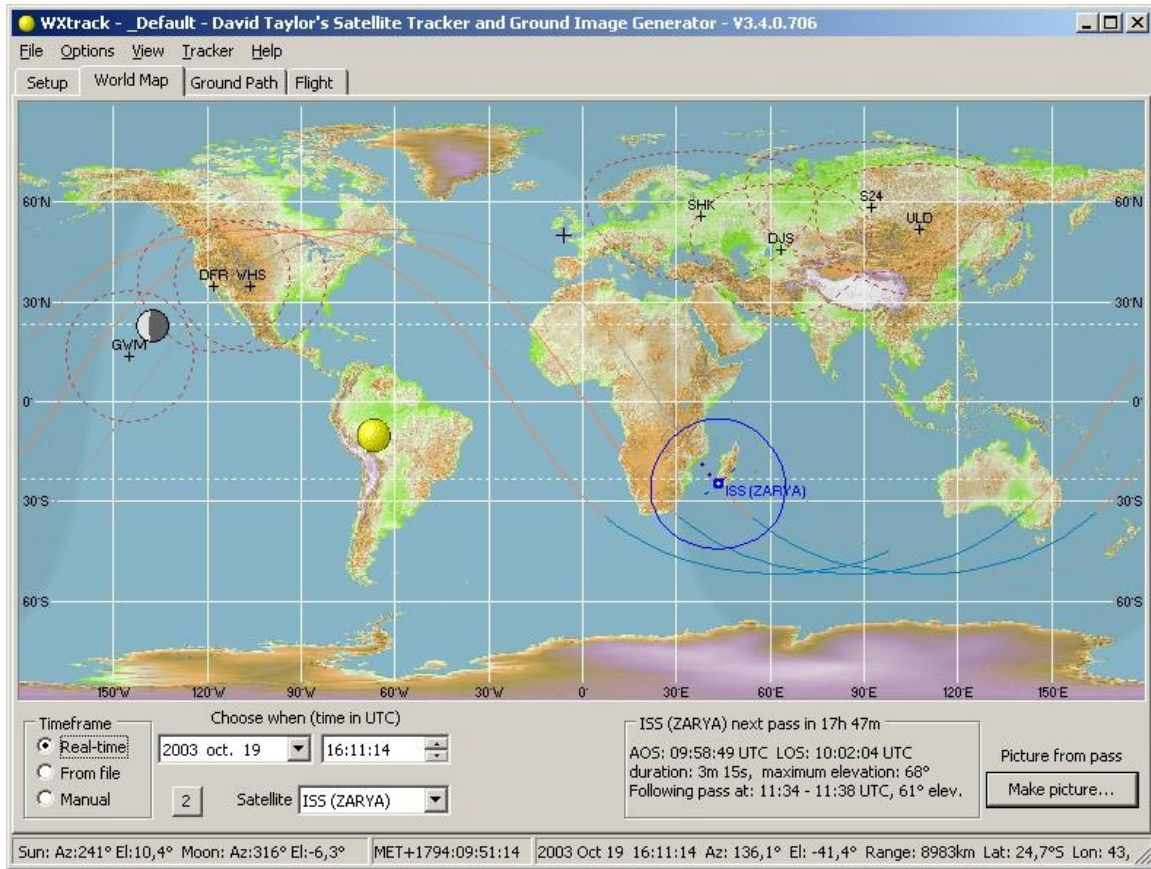 WXtrack - _Default - David Taylor's Satellite Tracker and Ground Image Generator - V3.4.0.706
File Options View Tracker Help
Setup World Map Ground Path Flight
60°N 60°N
SHK S24 ULD
DJS
DFR WHS
30°N 30°N
GWM
0° 0°
ISS (ZARYA)
30°S 30°S
60°S 60°S
150°W 120°W 90°W 60°W 30°W 0° 30°E 60°E 90°E 120°E 150°E
Timeframe
Real-time
From file
Manual
Choose when (time in UTC)
2003 oct. 19 16:11:14
2 Satellite ISS (ZARYA)
ISS (ZARYA) next pass in 17h 47m
AOS: 09:58:49 UTC LOS: 10:02:04 UTC
duration: 3m 15s, maximum elevation: 68°
Following pass at: 11:34 - 11:38 UTC, 61° elev.
Picture from pass
Make picture...
Sun: Az:241° El:10,4° Moon: Az:316° El:-6,3° MET+1794:09:51:14 2003 Oct 19 16:11:14 Az: 136,1° El: -41,4° Range: 8983km Lat: 24,7°S Lon: 43,